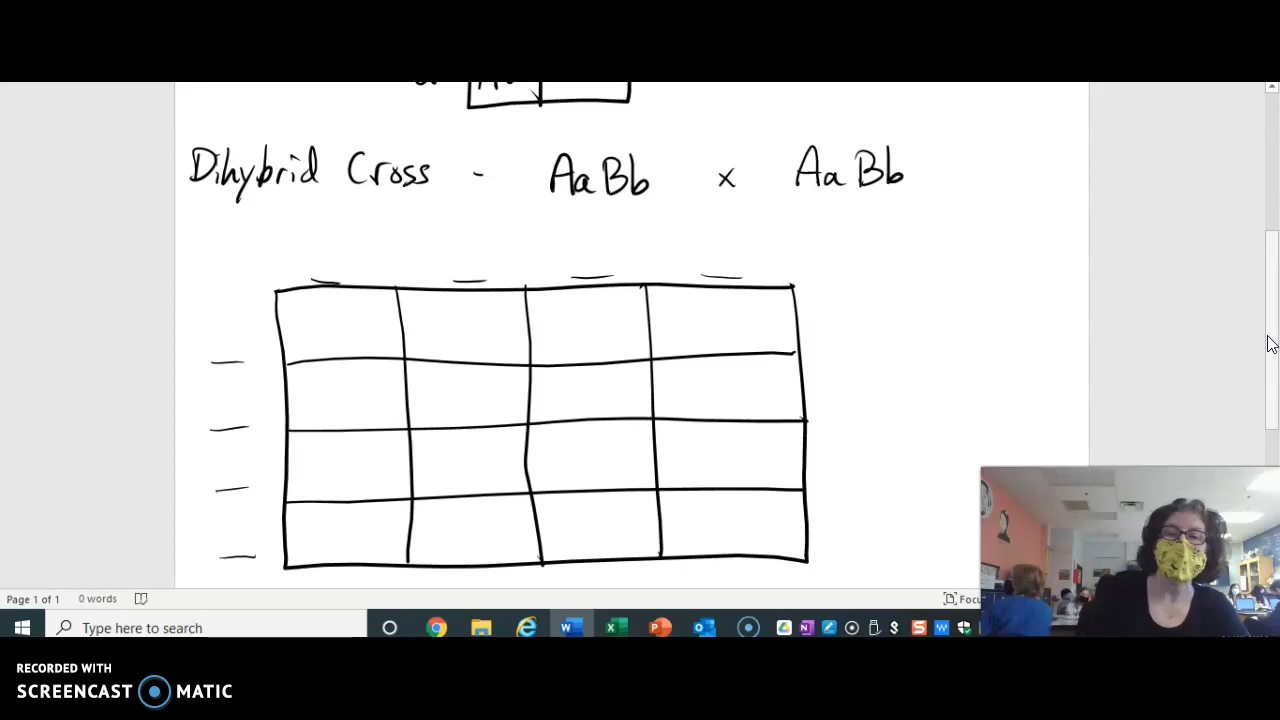 Dihybrid Cross - AaBb x AaBb
Page 1 of 1 0 words
Type here to search
RECORDED WITH
SCREENCAST MATIC